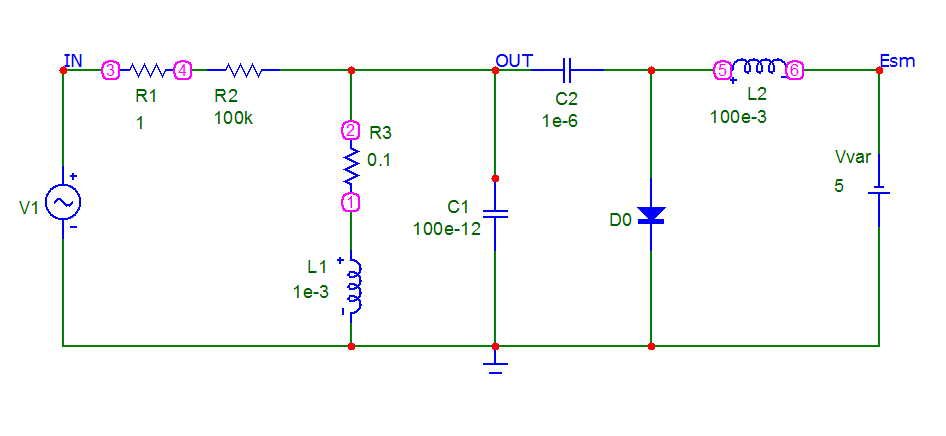 IN
OUT
Esm
3
4
5
6
R1
1
R2
100k
C2
1e-6
L2
100e-3
+
-
2
R3
0.1
1
V1
+
-
C1
100e-12
D0
Vvar
5
L1
1e-3
+
-